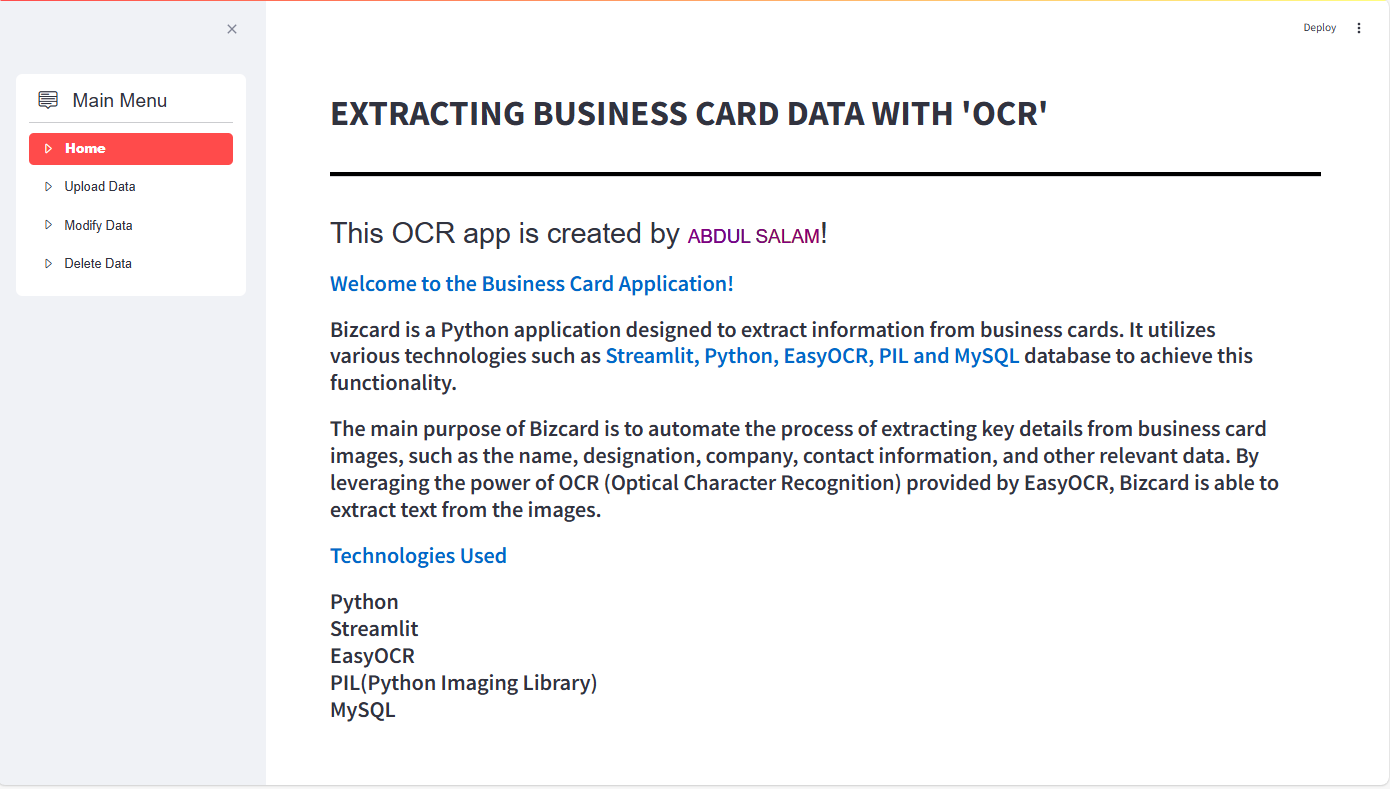 Deploy
Main Menu
Home
Upload Data
Modify Data
Delete Data
EXTRACTING BUSINESS CARD DATA WITH 'OCR'
This OCR app is created by ABDUL SALAM!
Welcome to the Business Card Application!
Bizcard is a Python application designed to extract information from business cards. It utilizes
various technologies such as Streamlit, Python, EasyOCR, PIL and MySQL database to achieve this
functionality.
The main purpose of Bizcard is to automate the process of extracting key details from business card
images, such as the name, designation, company, contact information, and other relevant data. By
leveraging the power of OCR (Optical Character Recognition) provided by EasyOCR, Bizcard is able to
extract text from the images.
Technologies Used
Python
Streamlit
EasyOCR
PIL(Python Imaging Library)
MySQL